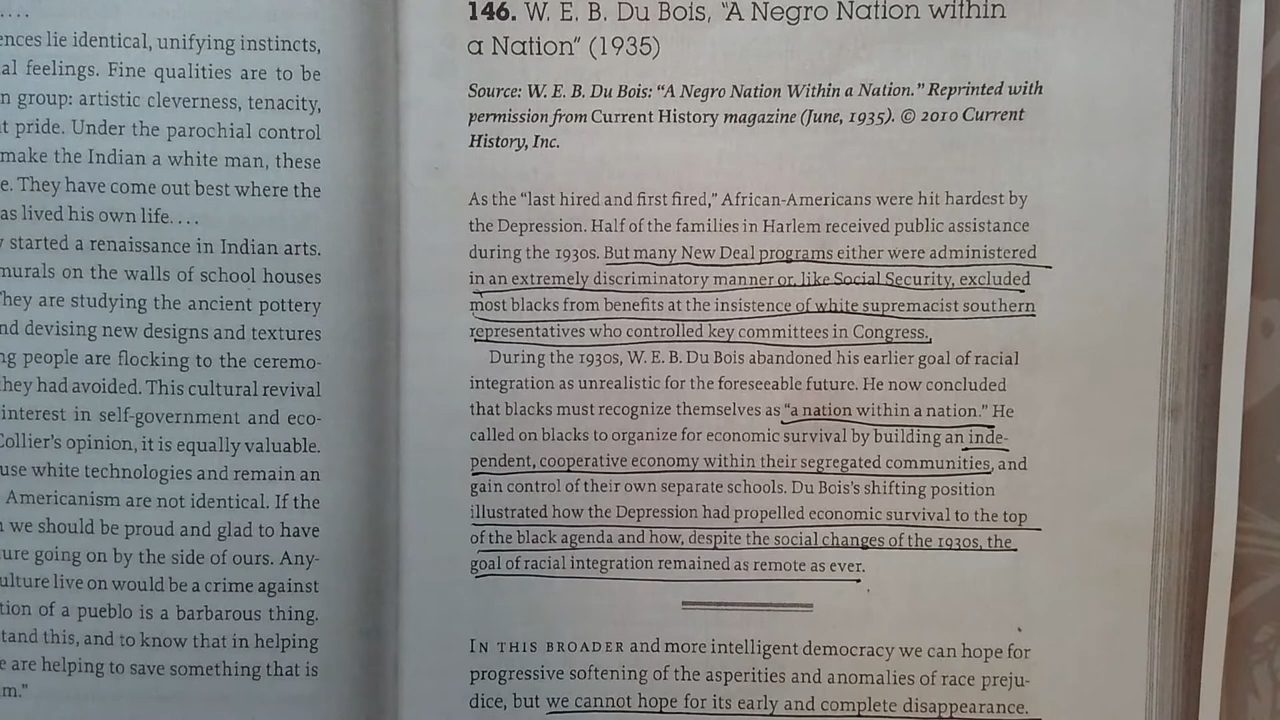 ....
ences lie identical, unifying instincts,
al feelings. Fine qualities are to be
n group: artistic cleverness, tenacity,
t pride. Under the parochial control
make the Indian a white man, these
e. They have come out best where the
as lived his own life....
started a renaissance in Indian arts.
murals on the walls of school houses
They are studying the ancient pottery
nd devising new designs and textures
ng people are flocking to the ceremo-
hey had avoided. This cultural revival
interest in self-government and eco-
Collier's opinion, it is equally valuable.
use white technologies and remain an
Americanism are not identical. If the
we should be proud and glad to have
ure going on by the side of ours. Any-
ulture live on would be a crime against
tion of a pueblo is a barbarous thing.
tand this, and to know that in helping
e are helping to save something that is
m."
146. W. E. B. Du Bois, "A Negro Nation within
a Nation" (1935)
Source: W. E. B. Du Bois: "A Negro Nation Within a Nation." Reprinted with
permission from Current History magazine (June, 1935). © 2010 Current
History, Inc.
As the "last hired and first fired," African-Americans were hit hardest by
the Depression. Half of the families in Harlem received public assistance
during the 1930s. But many New Deal programs either were administered
in an extremely discriminatory manner or, like Social Security, excluded
most blacks from benefits at the insistence of white supremacist southern
representatives who controlled key committees in Congress.
During the 1930s, W. E. B. Du Bois abandoned his earlier goal of racial
integration as unrealistic for the foreseeable future. He now concluded
that blacks must recognize themselves as "a nation within a nation." He
called on blacks to organize for economic survival by building an inde-
pendent, cooperative economy within their segregated communities, and
gain control of their own separate schools. Du Bois's shifting position
illustrated how the Depression had propelled economic survival to the top
of the black agenda and how, despite the social changes of the 1930s, the
goal of racial integration remained as remote as ever.
IN THIS BROADER and more intelligent democracy we can hope for
progressive softening of the asperities and anomalies of race preju-
dice, but we cannot hope for its early and complete disappearance.